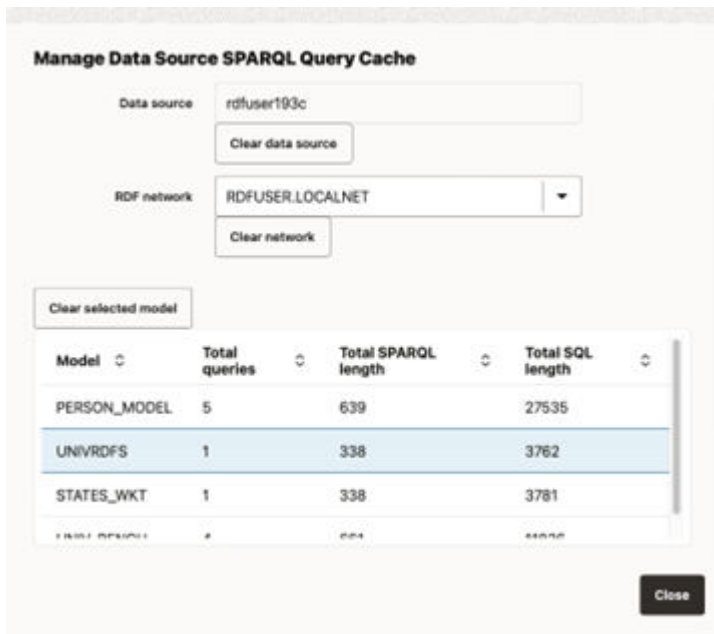 Manage Data Source SPARQL Query Cache
Data source rdfuser193c
Clear data source
RDF network RDFUSER.LOCALNET
Clear network
Clear selected model
Model Total queries Total SPARQL length Total SQL length
PERSON_MODEL 5 639 27535
UNIVRDFS 1 338 3762
STATES_WKT 1 338 3781
Close